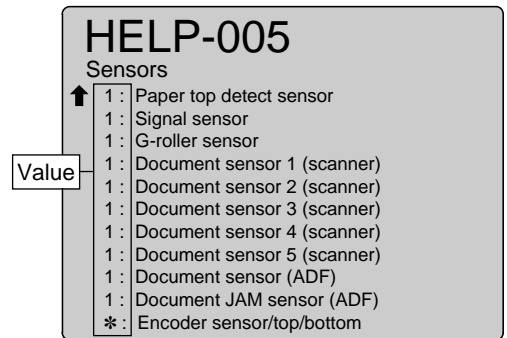 HELP-005
Sensors
1 : Paper top detect sensor
1 : Signal sensor
1 : G-roller sensor
Value
1 : Document sensor 1 (scanner)
1 : Document sensor 2 (scanner)
1 : Document sensor 3 (scanner)
1 : Document sensor 4 (scanner)
1 : Document sensor 5 (scanner)
1 : Document sensor (ADF)
1 : Document JAM sensor (ADF)
✻ : Encoder sensor/top/bottom